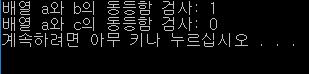 배열 a와 b의 동등함 검사: 1
배열 a와 c의 동등함 검사: 0
계속하려면 아무 키나 누르십시오 . . .